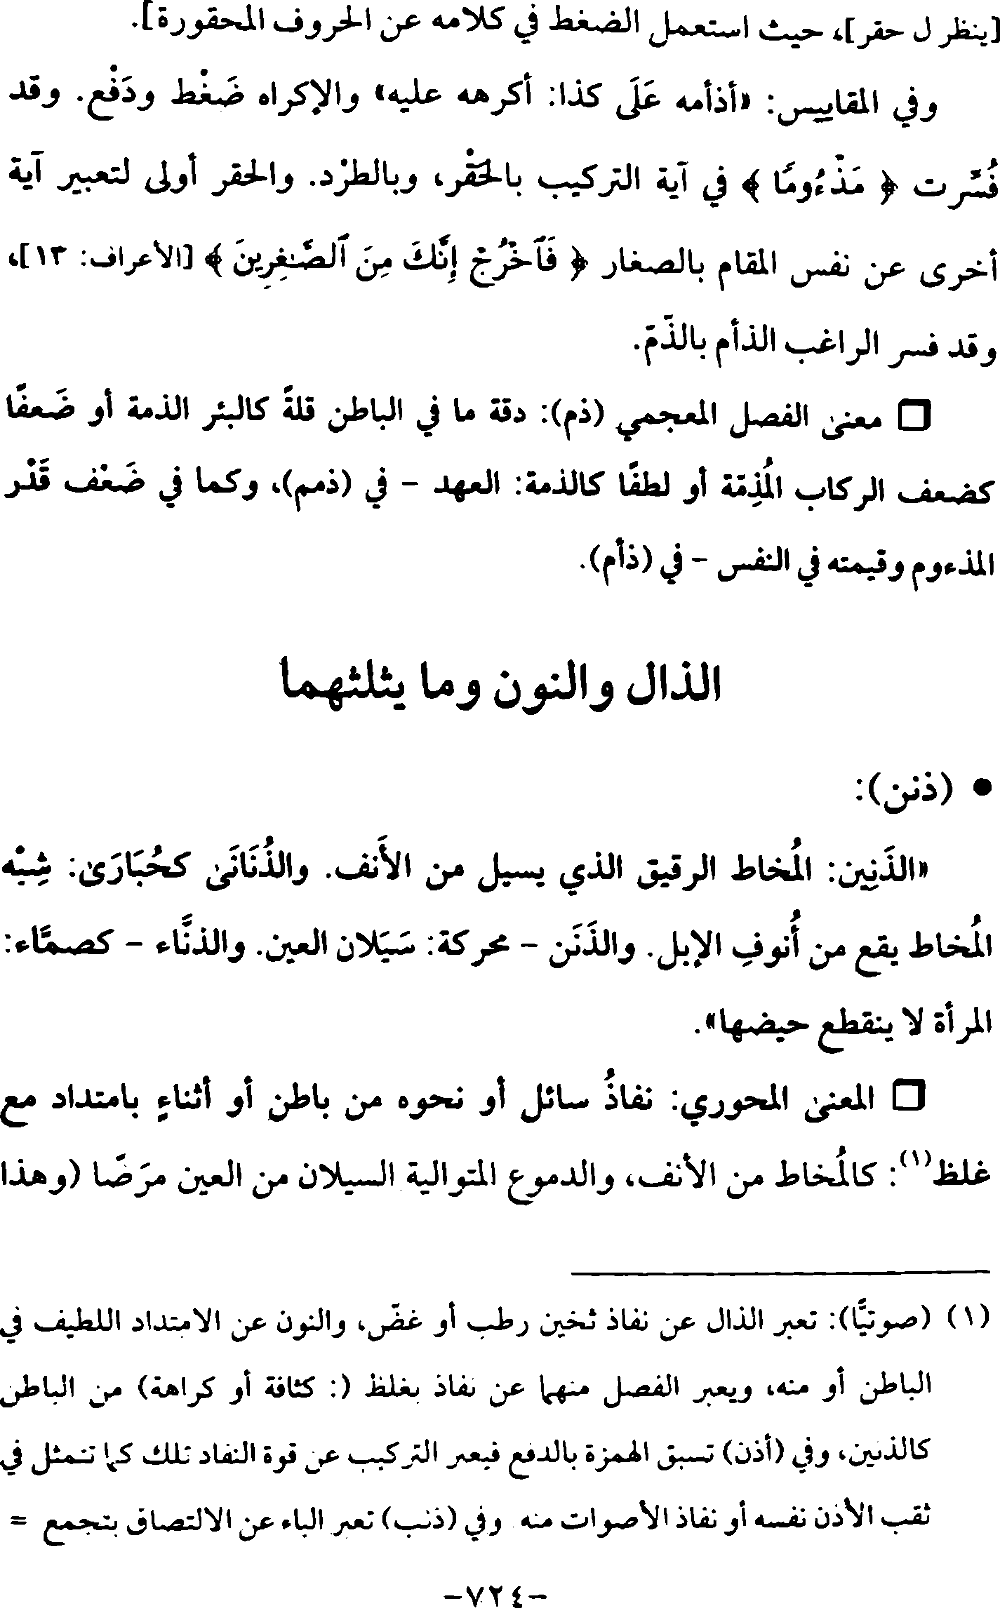 [ينظر ل حقر]، حيث استعمل الضغط في كلامه عن الحروف المحقورة].
وفي المقاييس: «أذأمه عَلَى كذا: أكرهه عليه» والإكراه ضَغْط ودَفْع. وقد
فُسِّرت ﴿ مَذْءُومًا ﴾ في آية التركيب بالحَقْر، وبالطرْد. والحقر أولى لتعبير آية
أخرى عن نفس المقام بالصغار ﴿ فَٱخْرُجْ إِنَّكَ مِنَ ٱلصَّـٰغِرِينَ ﴾ [الأعراف: ١٣]،
وقد فسر الراغب الذأم بالذّمّ.
❒ معنى الفصل المعجمي (ذم): دقة ما في الباطن قلةً كالبئر الذمة أو ضَعفًا
كضعف الركاب المُذِمّة أو لطفًا كالذمة: العهد - في (ذمم)، وكما في ضَعْف قَدْر
المذءوم وقيمته في النفس - في (ذأم).
الذال والنون وما يثلثهما
• (ذنن):
«الذَنِين: المُخاط الرقيق الذي يسيل من الأَنف. والذُنَانَى كحُبَارَى: شِبْه
المُخاط يقع من أُنوفِ الإبل. والذَنَن - محركة: سَيَلان العين. والذنَّاء - كصمَّاء:
المرأة لا ينقطع حيضها».
❒ المعنى المحوري: نفاذُ سائل أو نحوه من باطن أو أثناءٍ بامتداد مع
غلظ(١): كالمُخاط من الأنف، والدموع المتوالية السيلان من العين مرَضًا (وهذا
(١) (صوتيًّا): تعبر الذال عن نفاذ ثخين رطب أو غضّ، والنون عن الامتداد اللطيف في
الباطن أو منه، ويعبر الفصل منهما عن نفاذ بغلظ (: كثافة أو كراهة) من الباطن
كالذنين، وفي (أذن) تسبق الهمزة بالدفع فيعبر التركيب عن قوة النفاد تلك كما تتمثل في
ثقب الأذن نفسه أو نفاذ الأصوات منه. وفي (ذنب) تعبر الباء عن الالتصاق بتجمع =
-٧٢٤-